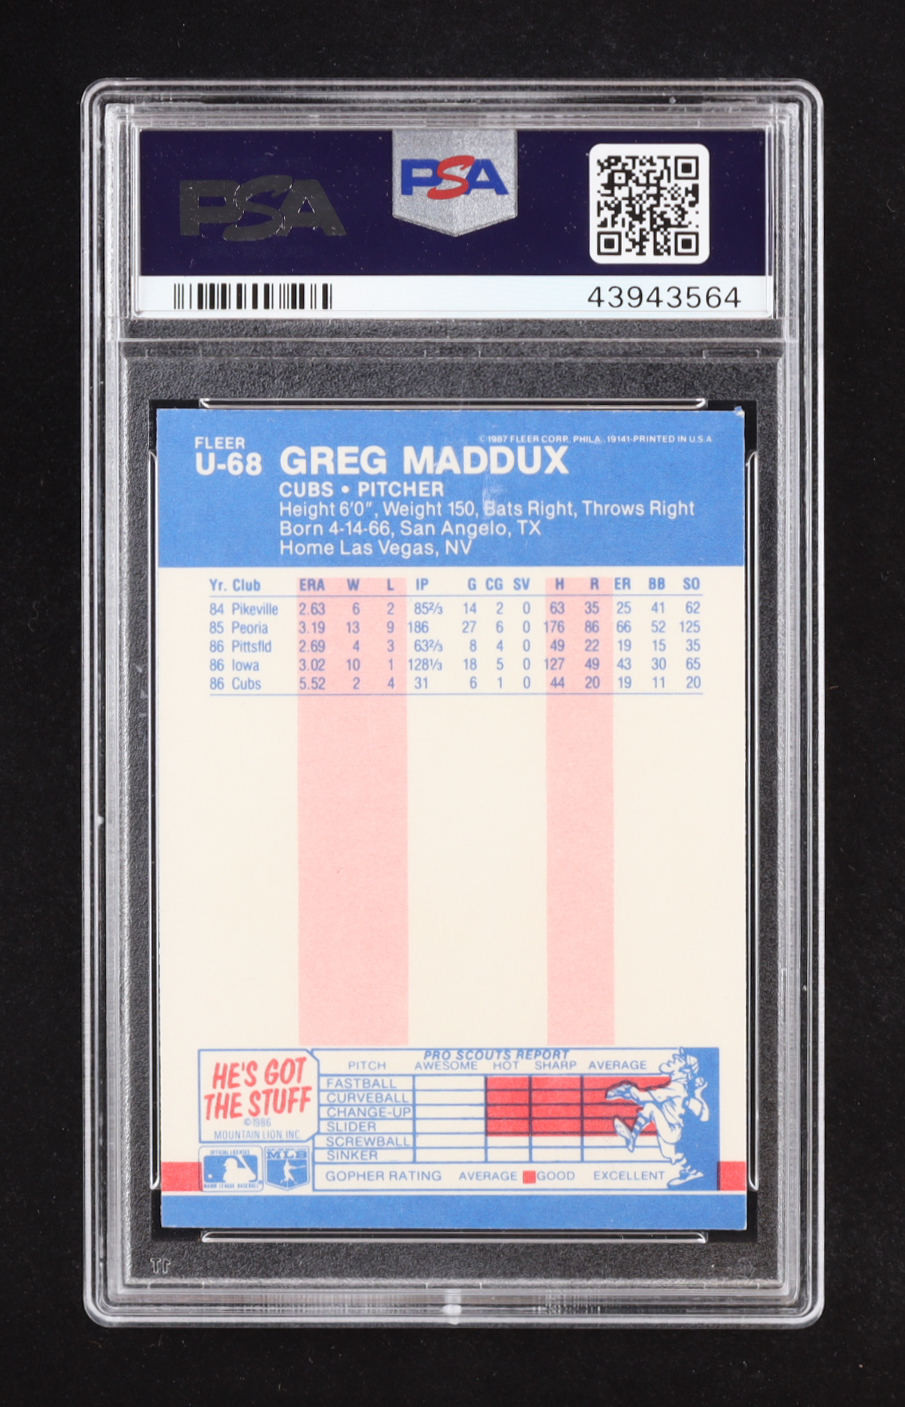 PSA
PSA
43943564
©1987 FLEER CORP. PHILA. 19141-PRINTED IN U.S.A
FLEER
U-68 GREG MADDUX
CUBS • PITCHER
Height 6'0", Weight 150, Bats Right, Throws Right
Born 4-14-66, San Angelo, TX
Home Las Vegas, NV
Yr. Club ERA W L IP G CG SV H R ER BB SO
84 Pikeville 2.63 6 2 85⅔ 14 2 0 63 35 25 41 62
85 Peoria 3.19 13 9 186 27 6 0 176 86 66 52 125
86 Pittsfld 2.69 4 3 63⅔ 8 4 0 49 22 19 15 35
86 Iowa 3.02 10 1 128⅓ 18 5 0 127 49 43 30 65
86 Cubs 5.52 2 4 31 6 1 0 44 20 19 11 20
HE'S GOT
THE STUFF
©1986
MOUNTAIN LION INC
PRO SCOUTS REPORT
PITCH AWESOME HOT SHARP AVERAGE
FASTBALL
CURVEBALL
CHANGE-UP
SLIDER
SCREWBALL
SINKER
GOPHER RATING AVERAGE GOOD EXCELLENT
MLB